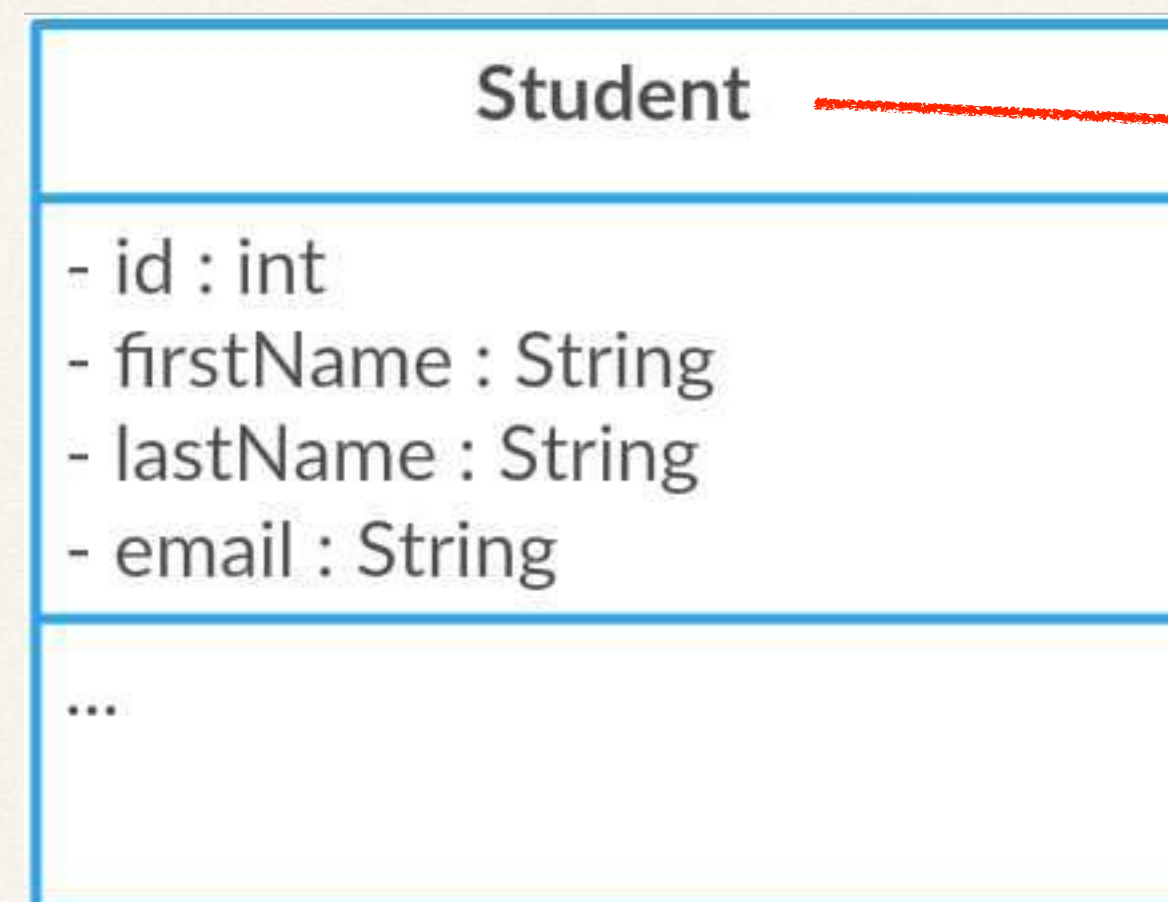 Student
- id : int
- firstName : String
- lastName : String
- email : String
...